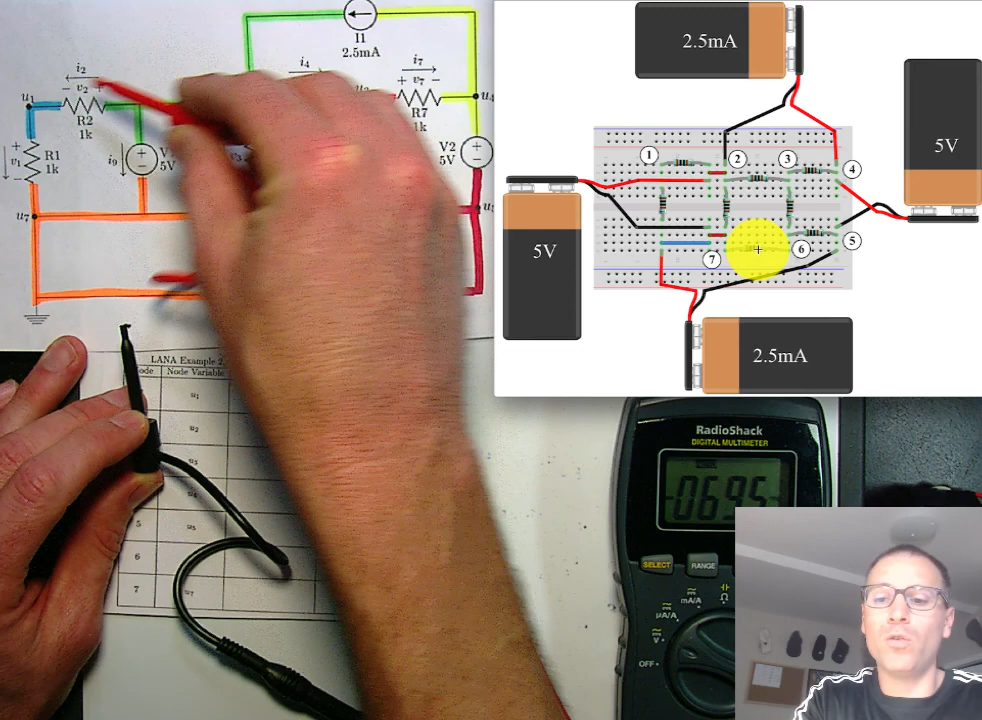 I1
2.5mA
i2
− v2 +
u1
R2
1k
+
v1
−
R1
1k
i9
5V
i4
i7
+ v7 −
R7
1k
u4
V2
5V
v3
u7
LANA Example 2
Node Variable
u1
u2
u3
u4
5
u5
6
7
u7
2.5mA
5V
5V
2.5mA
1
2
3
4
5
6
7
RadioShack
DIGITAL MULTIMETER
-0695
SELECT
RANGE
mA/A
µA/A
Ω
V
OFF